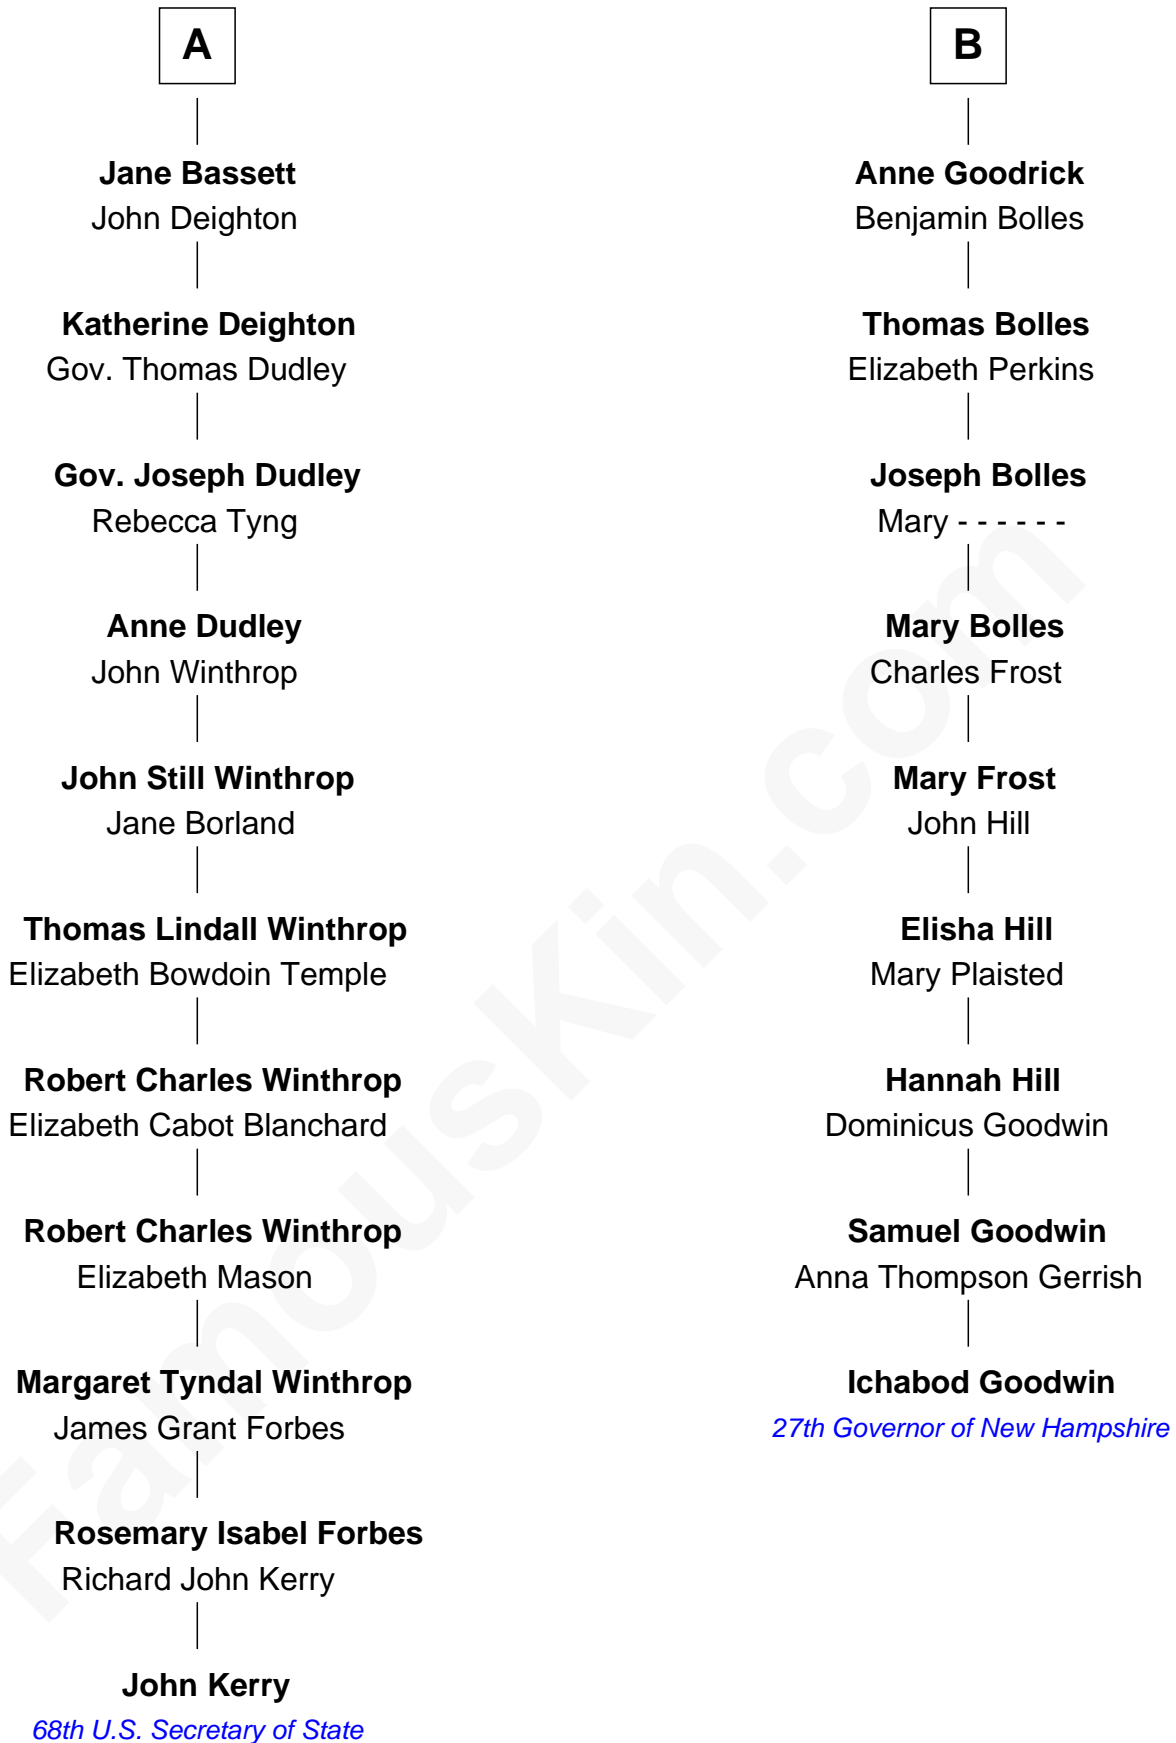 A
Jane Bassett
John Deighton
Katherine Deighton
Gov. Thomas Dudley
Gov. Joseph Dudley
Rebecca Tyng
Anne Dudley
John Winthrop
John Still Winthrop
Jane Borland
Thomas Lindall Winthrop
Elizabeth Bowdoin Temple
Robert Charles Winthrop
Elizabeth Cabot Blanchard
Robert Charles Winthrop
Elizabeth Mason
Margaret Tyndal Winthrop
James Grant Forbes
Rosemary Isabel Forbes
Richard John Kerry
John Kerry
68th U.S. Secretary of State
B
Anne Goodrick
Benjamin Bolles
Thomas Bolles
Elizabeth Perkins
Joseph Bolles
Mary - - - - - -
Mary Bolles
Charles Frost
Mary Frost
John Hill
Elisha Hill
Mary Plaisted
Hannah Hill
Dominicus Goodwin
Samuel Goodwin
Anna Thompson Gerrish
Ichabod Goodwin
27th Governor of New Hampshire
FamousKin.com